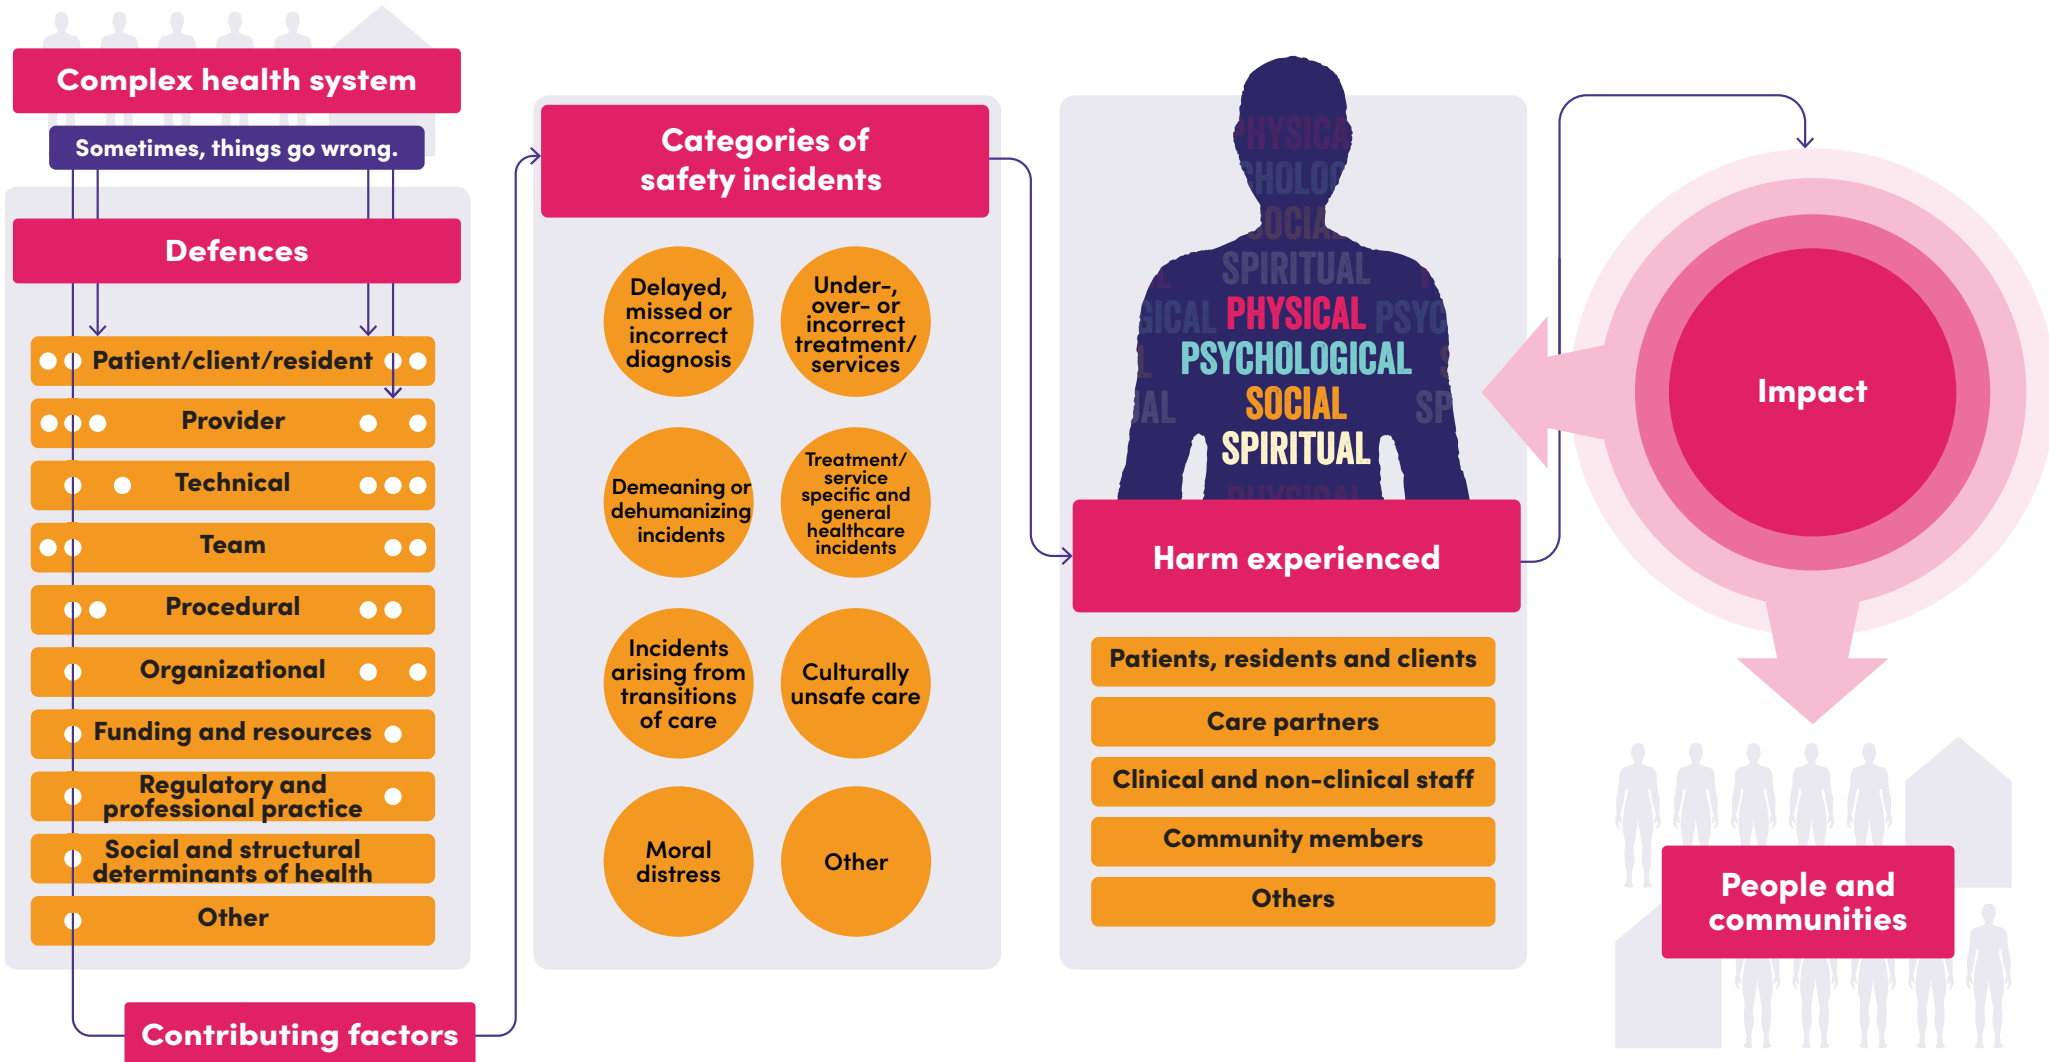 Complex health system
Sometimes, things go wrong.
Defences
Patient/client/resident
Provider
Technical
Team
Procedural
Organizational
Funding and resources
Regulatory and
professional practice
Social and structural
determinants of health
Other
Contributing factors
Categories of
safety incidents
Delayed,
missed or
incorrect
diagnosis
Under-,
over- or
incorrect
treatment/
services
Demeaning or
dehumanizing
incidents
Treatment/
service
specific and
general
healthcare
incidents
Incidents
arising from
transitions
of care
Culturally
unsafe care
Moral
distress
Other
SOCIAL
SPIRITUAL
PHYSICAL
PSYCHOLOGICAL
SOCIAL
SPIRITUAL
PHYSICAL
Harm experienced
Patients, residents and clients
Care partners
Clinical and non-clinical staff
Community members
Others
Impact
People and
communities